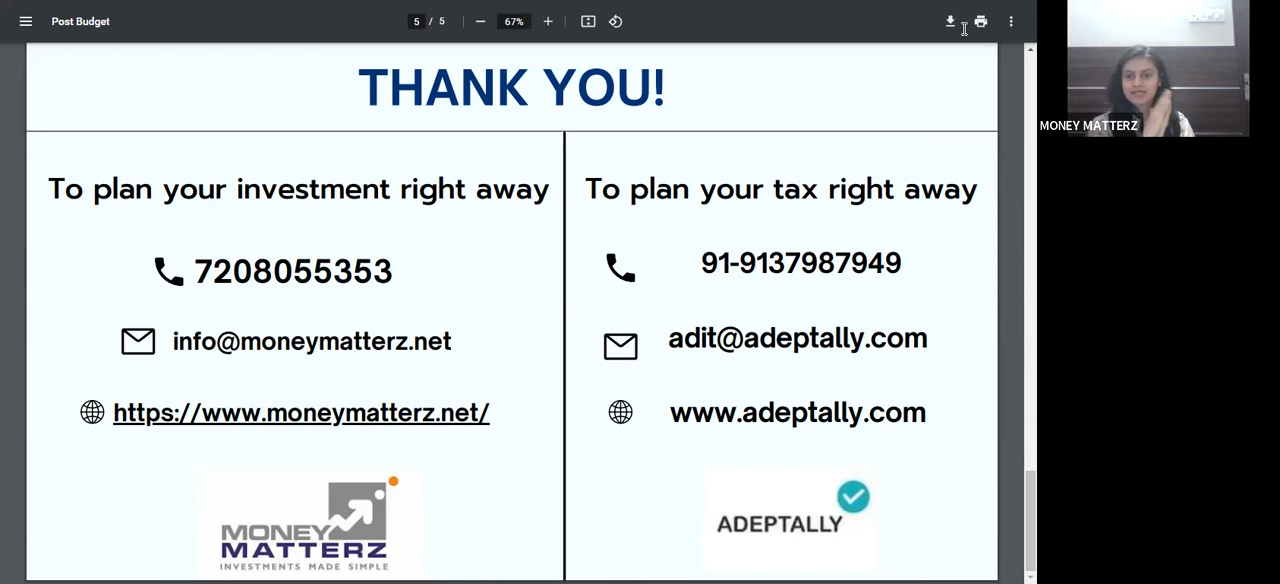 Post Budget
5 / 5
67%
THANK YOU!
To plan your investment right away
7208055353
info@moneymatterz.net
https://www.moneymatterz.net/
MONEY
MATTERZ
INVESTMENTS MADE SIMPLE
To plan your tax right away
91-9137987949
adit@adeptally.com
www.adeptally.com
ADEPTALLY
MONEY MATTERZ